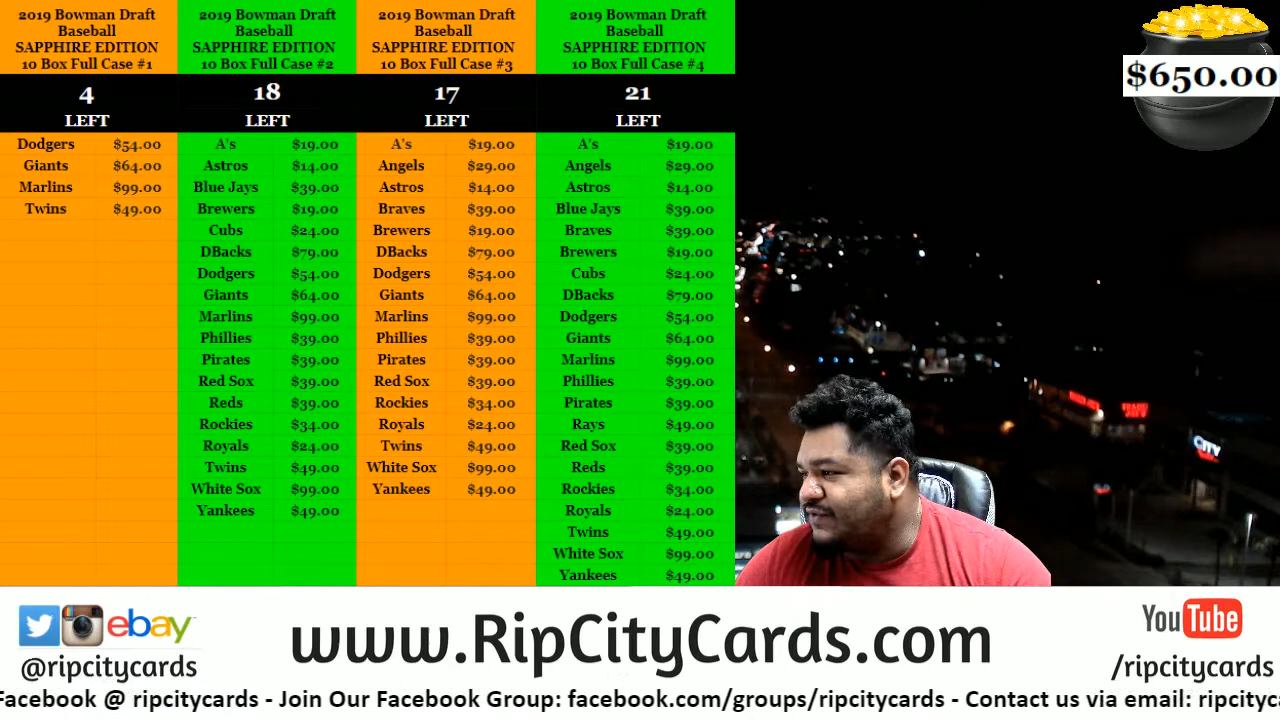 2019 Bowman Draft
Baseball
SAPPHIRE EDITION
10 Box Full Case #1
4
LEFT
Dodgers $54.00
Giants $64.00
Marlins $99.00
Twins $49.00
2019 Bowman Draft
Baseball
SAPPHIRE EDITION
10 Box Full Case #2
18
LEFT
A's $19.00
Astros $14.00
Blue Jays $39.00
Brewers $19.00
Cubs $24.00
DBacks $79.00
Dodgers $54.00
Giants $64.00
Marlins $99.00
Phillies $39.00
Pirates $39.00
Red Sox $39.00
Reds $39.00
Rockies $34.00
Royals $24.00
Twins $49.00
White Sox $99.00
Yankees $49.00
2019 Bowman Draft
Baseball
SAPPHIRE EDITION
10 Box Full Case #3
17
LEFT
A's $19.00
Angels $29.00
Astros $14.00
Braves $39.00
Brewers $19.00
DBacks $79.00
Dodgers $54.00
Giants $64.00
Marlins $99.00
Phillies $39.00
Pirates $39.00
Red Sox $39.00
Rockies $34.00
Royals $24.00
Twins $49.00
White Sox $99.00
Yankees $49.00
2019 Bowman Draft
Baseball
SAPPHIRE EDITION
10 Box Full Case #4
21
LEFT
A's $19.00
Angels $29.00
Astros $14.00
Blue Jays $39.00
Braves $39.00
Brewers $19.00
Cubs $24.00
DBacks $79.00
Dodgers $54.00
Giants $64.00
Marlins $99.00
Phillies $39.00
Pirates $39.00
Rays $49.00
Red Sox $39.00
Reds $39.00
Rockies $34.00
Royals $24.00
Twins $49.00
White Sox $99.00
Yankees $49.00
$650.00
CITY
ebay
@ripcitycards
www.RipCityCards.com
YouTube
/ripcitycards
Facebook @ ripcitycards - Join Our Facebook Group: facebook.com/groups/ripcitycards - Contact us via email: ripcityc